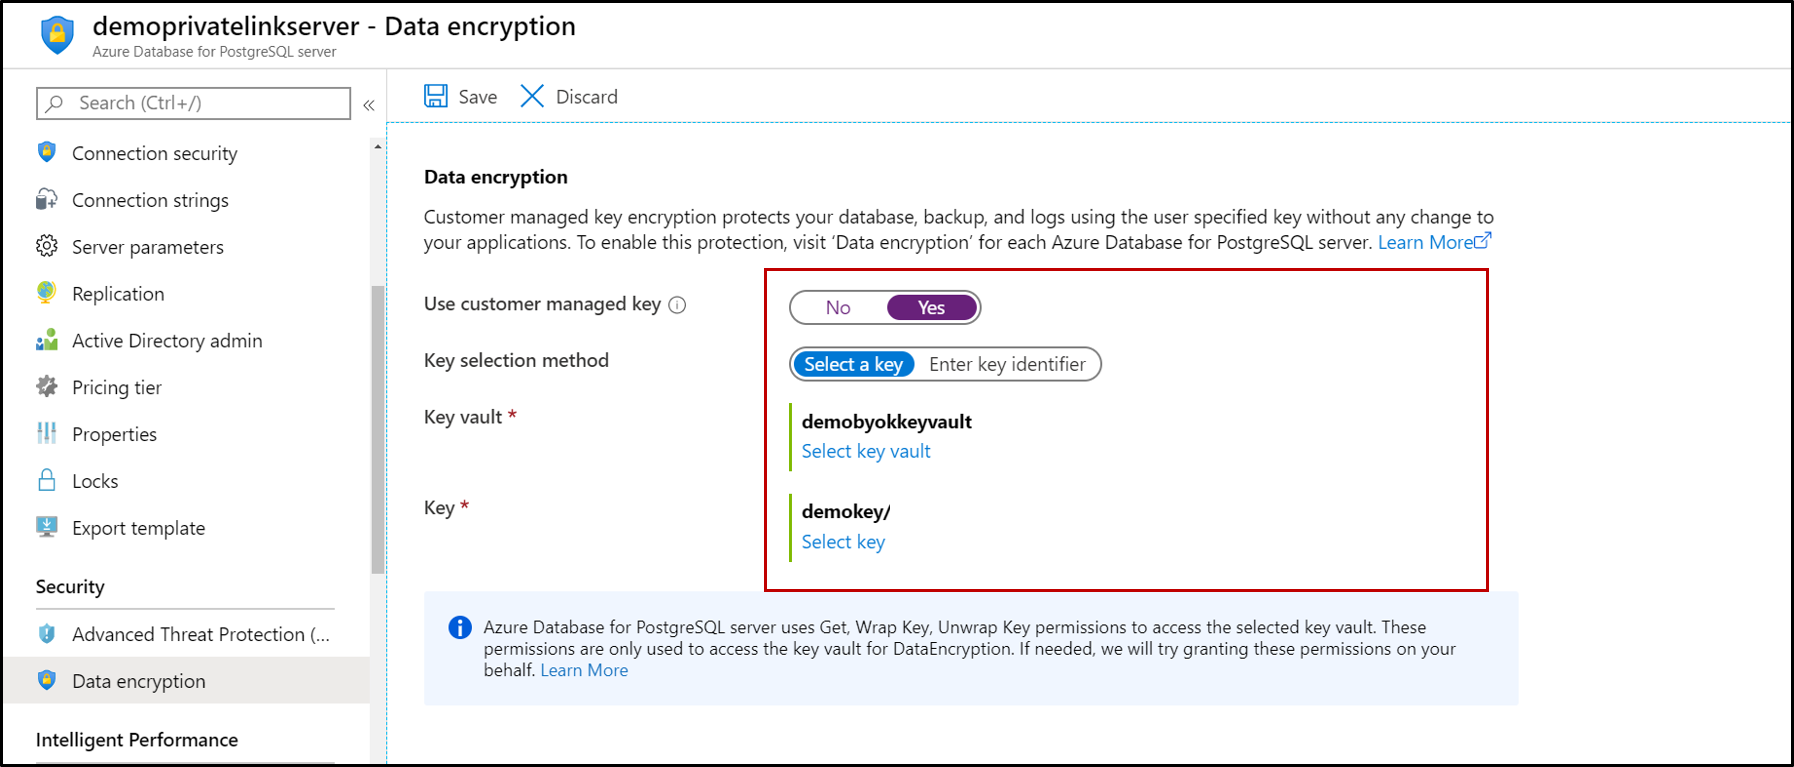 demoprivatelinkserver - Data encryption
Azure Database for PostgreSQL server
Search (Ctrl+/)
«
Connection security
Connection strings
Server parameters
Replication
Active Directory admin
Pricing tier
Properties
Locks
Export template
Security
Advanced Threat Protection (...
Data encryption
Intelligent Performance
Save
Discard
Data encryption
Customer managed key encryption protects your database, backup, and logs using the user specified key without any change to
your applications. To enable this protection, visit ‘Data encryption’ for each Azure Database for PostgreSQL server. Learn More
Use customer managed key
No Yes
Key selection method
Select a key Enter key identifier
Key vault *
demobyokkeyvault
Select key vault
Key *
demokey/
Select key
Azure Database for PostgreSQL server uses Get, Wrap Key, Unwrap Key permissions to access the selected key vault. These
permissions are only used to access the key vault for DataEncryption. If needed, we will try granting these permissions on your
behalf. Learn More